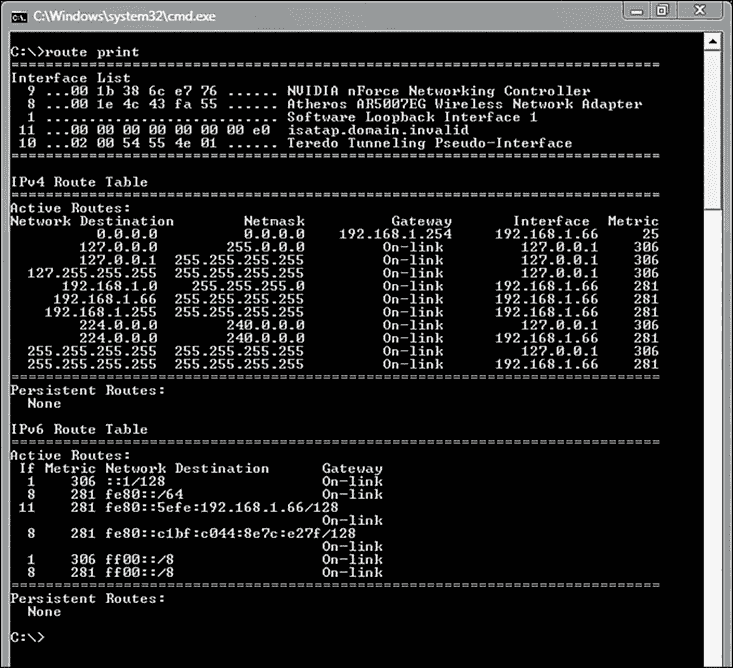 C:\Windows\system32\cmd.exe
C:\>route print
===========================================================================
Interface List
  9 ...00 1b 38 6c e7 76 ...... NVIDIA nForce Networking Controller
  8 ...00 1e 4c 43 fa 55 ...... Atheros AR5007EG Wireless Network Adapter
  1 ........................... Software Loopback Interface 1
 11 ...00 00 00 00 00 00 00 e0  isatap.domain.invalid
 10 ...02 00 54 55 4e 01 ...... Teredo Tunneling Pseudo-Interface
===========================================================================
IPv4 Route Table
===========================================================================
Active Routes:
Network Destination        Netmask          Gateway       Interface  Metric
          0.0.0.0          0.0.0.0    192.168.1.254     192.168.1.66     25
        127.0.0.0        255.0.0.0         On-link         127.0.0.1    306
        127.0.0.1  255.255.255.255         On-link         127.0.0.1    306
  127.255.255.255  255.255.255.255         On-link         127.0.0.1    306
      192.168.1.0    255.255.255.0         On-link      192.168.1.66    281
     192.168.1.66  255.255.255.255         On-link      192.168.1.66    281
    192.168.1.255  255.255.255.255         On-link      192.168.1.66    281
        224.0.0.0        240.0.0.0         On-link         127.0.0.1    306
        224.0.0.0        240.0.0.0         On-link      192.168.1.66    281
  255.255.255.255  255.255.255.255         On-link         127.0.0.1    306
  255.255.255.255  255.255.255.255         On-link      192.168.1.66    281
===========================================================================
Persistent Routes:
  None
IPv6 Route Table
===========================================================================
Active Routes:
 If Metric Network Destination      Gateway
  1    306 ::1/128                  On-link
  8    281 fe80::/64                On-link
 11    281 fe80::5efe:192.168.1.66/128
                                    On-link
  8    281 fe80::c1bf:c044:8e7c:e27f/128
                                    On-link
  1    306 ff00::/8                 On-link
  8    281 ff00::/8                 On-link
===========================================================================
Persistent Routes:
  None
C:\>